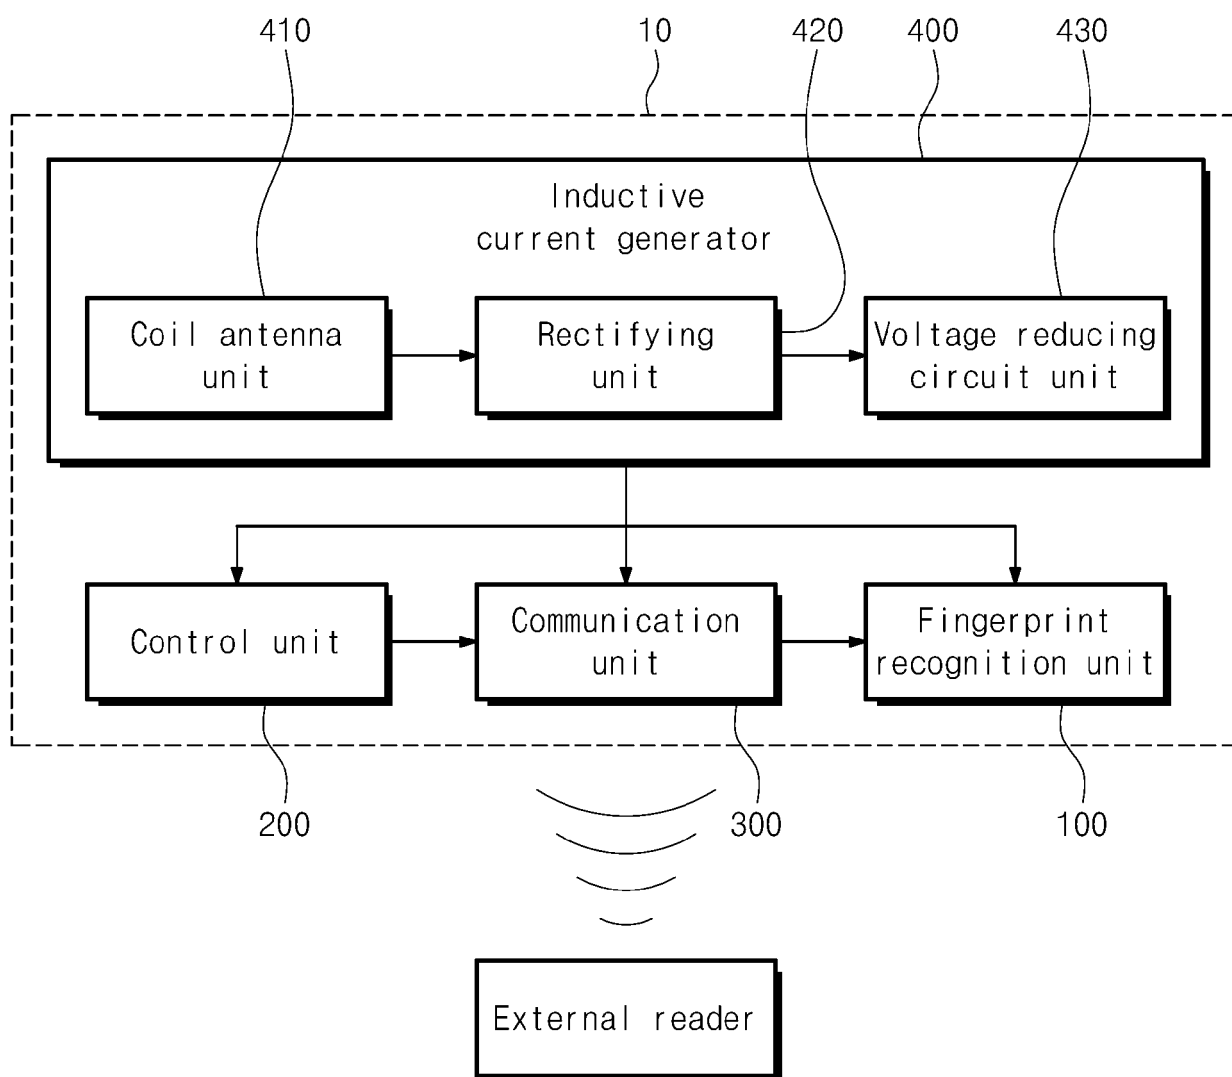 410 10 420 400 430
Inductive
current generator
Coil antenna
unit
Rectifying
unit
Voltage reducing
circuit unit
Control unit
Communication
unit
Fingerprint
recognition unit
200 300 100
External reader